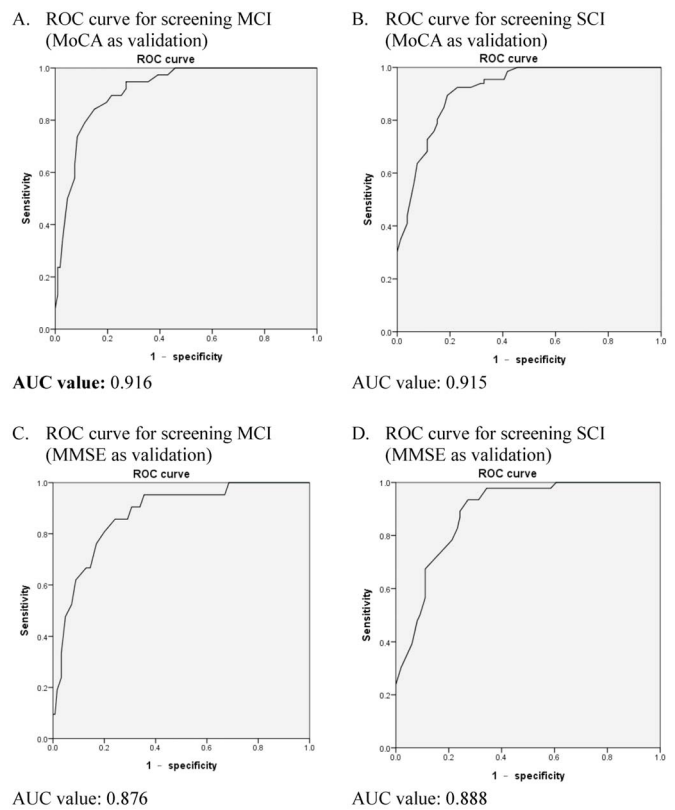 A. ROC curve for screening MCI
(MoCA as validation)
ROC curve
1.0
0.8
0.6
0.4
0.2
0.0
Sensitivity
0.0 0.2 0.4 0.6 0.8 1.0
1 - specificity
AUC value: 0.916
B. ROC curve for screening SCI
(MoCA as validation)
ROC curve
1.0
0.8
0.6
0.4
0.2
0.0
Sensitivity
0.0 0.2 0.4 0.6 0.8 1.0
1 - specificity
AUC value: 0.915
C. ROC curve for screening MCI
(MMSE as validation)
ROC curve
1.0
0.8
0.6
0.4
0.2
0.0
Sensitivity
0.0 0.2 0.4 0.6 0.8 1.0
1 - specificity
AUC value: 0.876
D. ROC curve for screening SCI
(MMSE as validation)
ROC curve
1.0
0.8
0.6
0.4
0.2
0.0
Sensitivity
0.0 0.2 0.4 0.6 0.8 1.0
1 - specificity
AUC value: 0.888